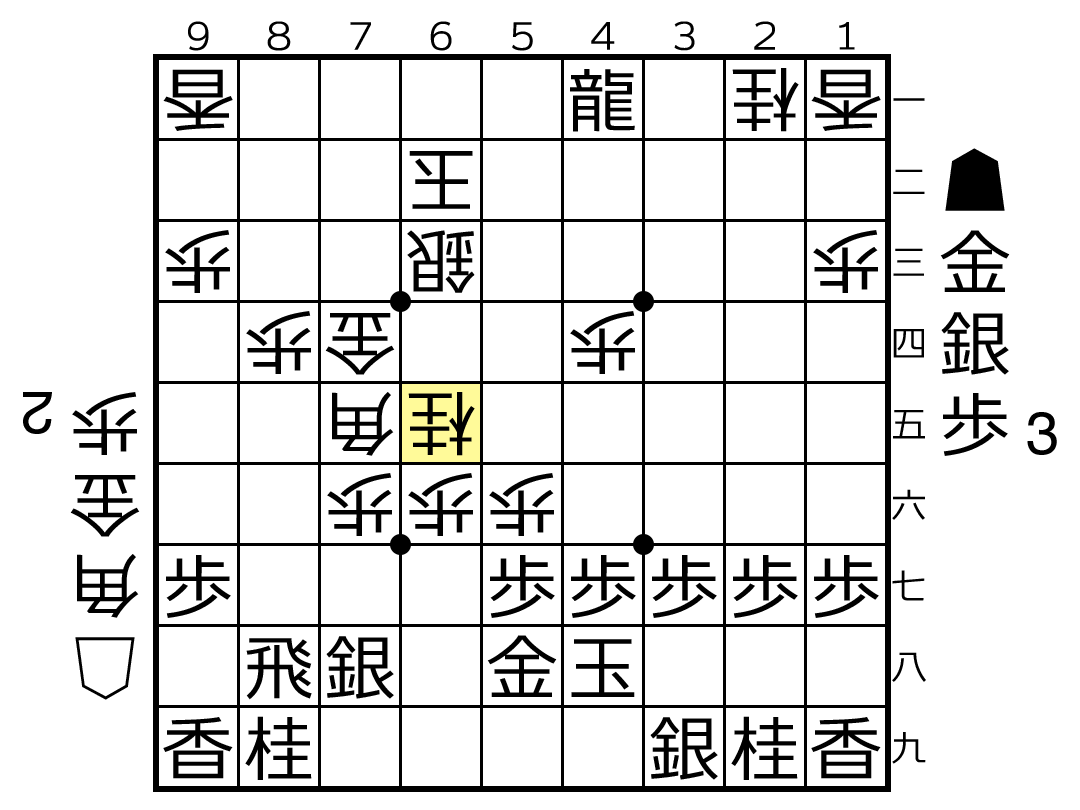 9 8 7 6 5 4 3 2 1
香 龍 桂 香 一
王 二
歩 銀 歩 三 金
歩 金 歩 四 銀
2 歩 角 桂 五 歩 3
金 歩 歩 歩 六
角 歩 歩 歩 歩 歩 歩 七
飛 銀 金 玉 八
香 桂 銀 桂 香 九